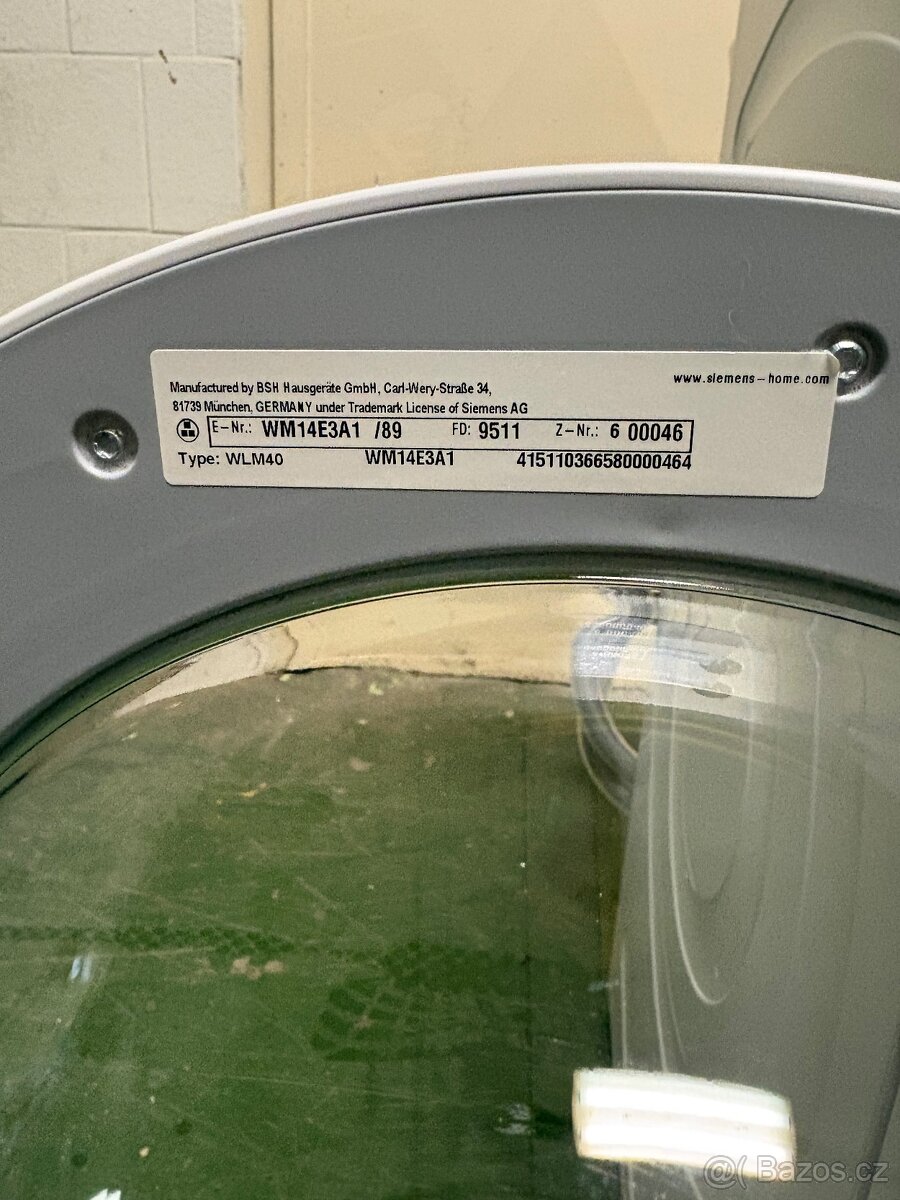 www.siemens-home.com
Manufactured by BSH Hausgeräte GmbH, Carl-Wery-Straße 34,
81739 München, GERMANY under Trademark License of Siemens AG
E-Nr.: WM14E3A1 /89 FD: 9511 Z-Nr.: 6 00046
Type: WLM40 WM14E3A1 415110366580000464
@( Bazos.cz